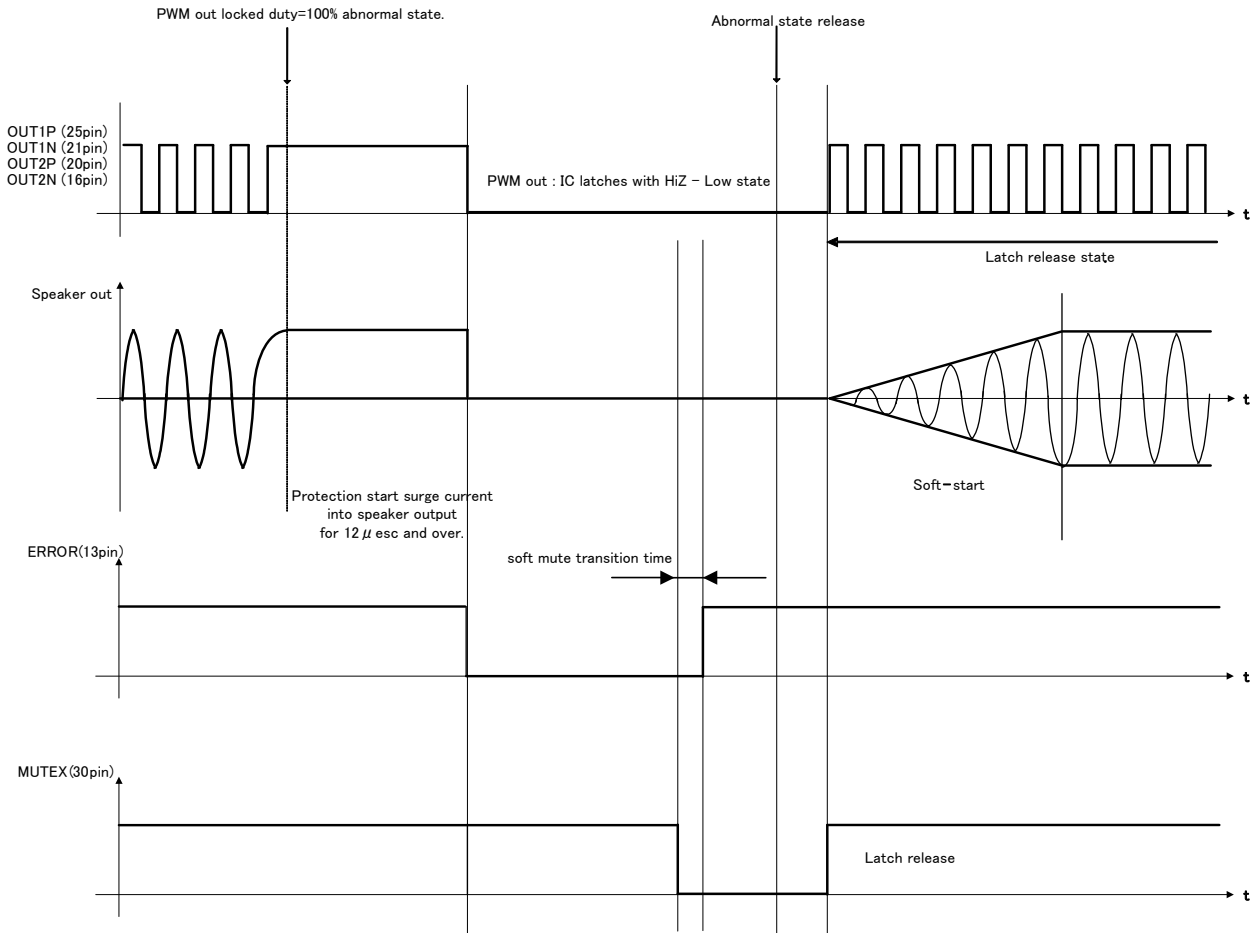 PWM out locked duty=100% abnormal state.
Abnormal state release
OUT1P (25pin)
OUT1N (21pin)
OUT2P (20pin)
OUT2N (16pin)
PWM out : IC latches with HiZ - Low state
t
Latch release state.
Speaker out
t
Soft-start
Protection start surge current
into speaker output
for 12 μ esc and over.
ERROR(13pin)
soft mute transition time
t
MUTEX(30pin)
Latch release
t